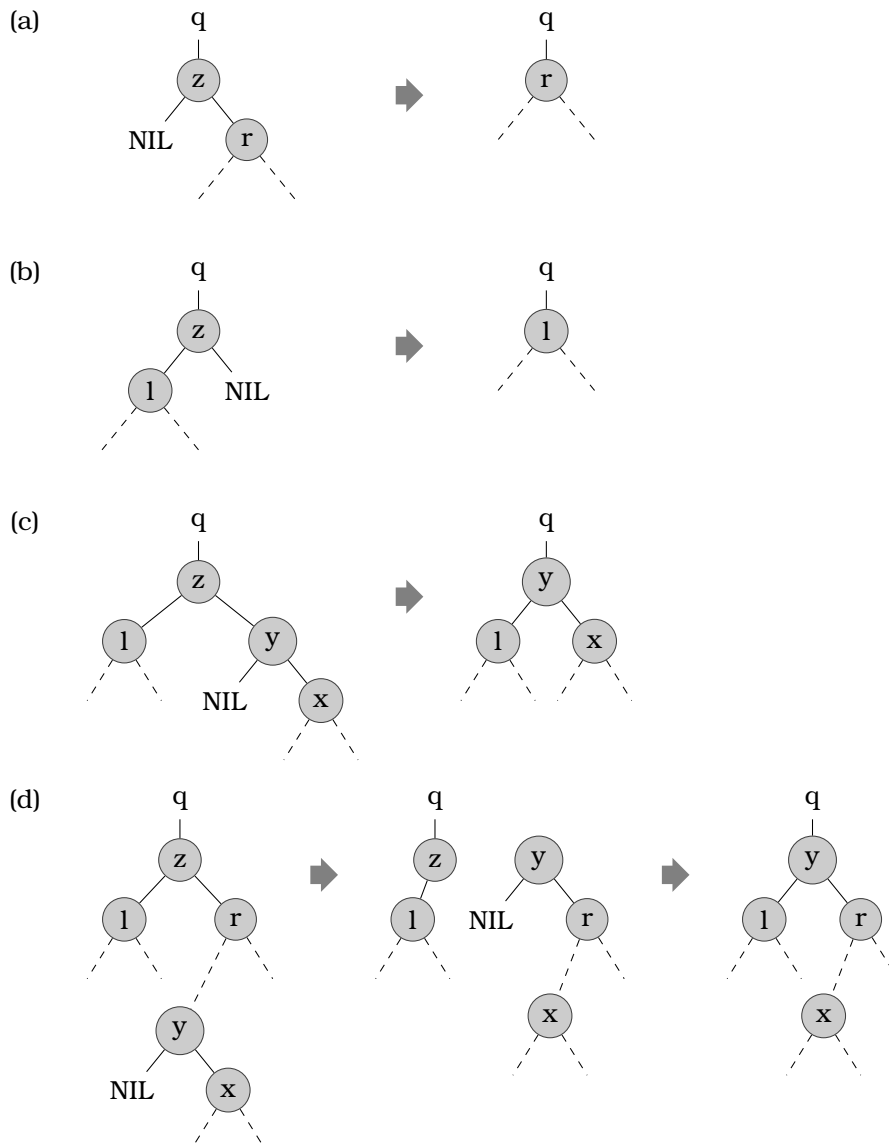 (a)
q q
z r
NIL r
(b)
q q
z l
l NIL
(c)
q q
z y
l y l x
NIL x
(d)
q q q
z z y y
l r l NIL r l r
y x x
NIL x